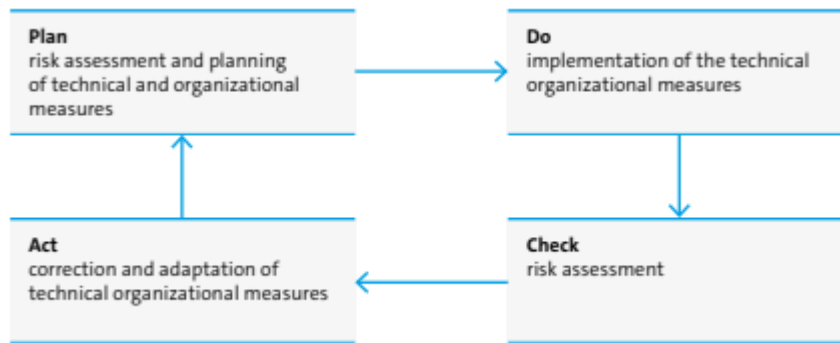 Plan
risk assessment and planning
of technical and organizational
measures
Do
implementation of the technical
organizational measures
Act
correction and adaptation of
technical organizational measures
Check
risk assessment